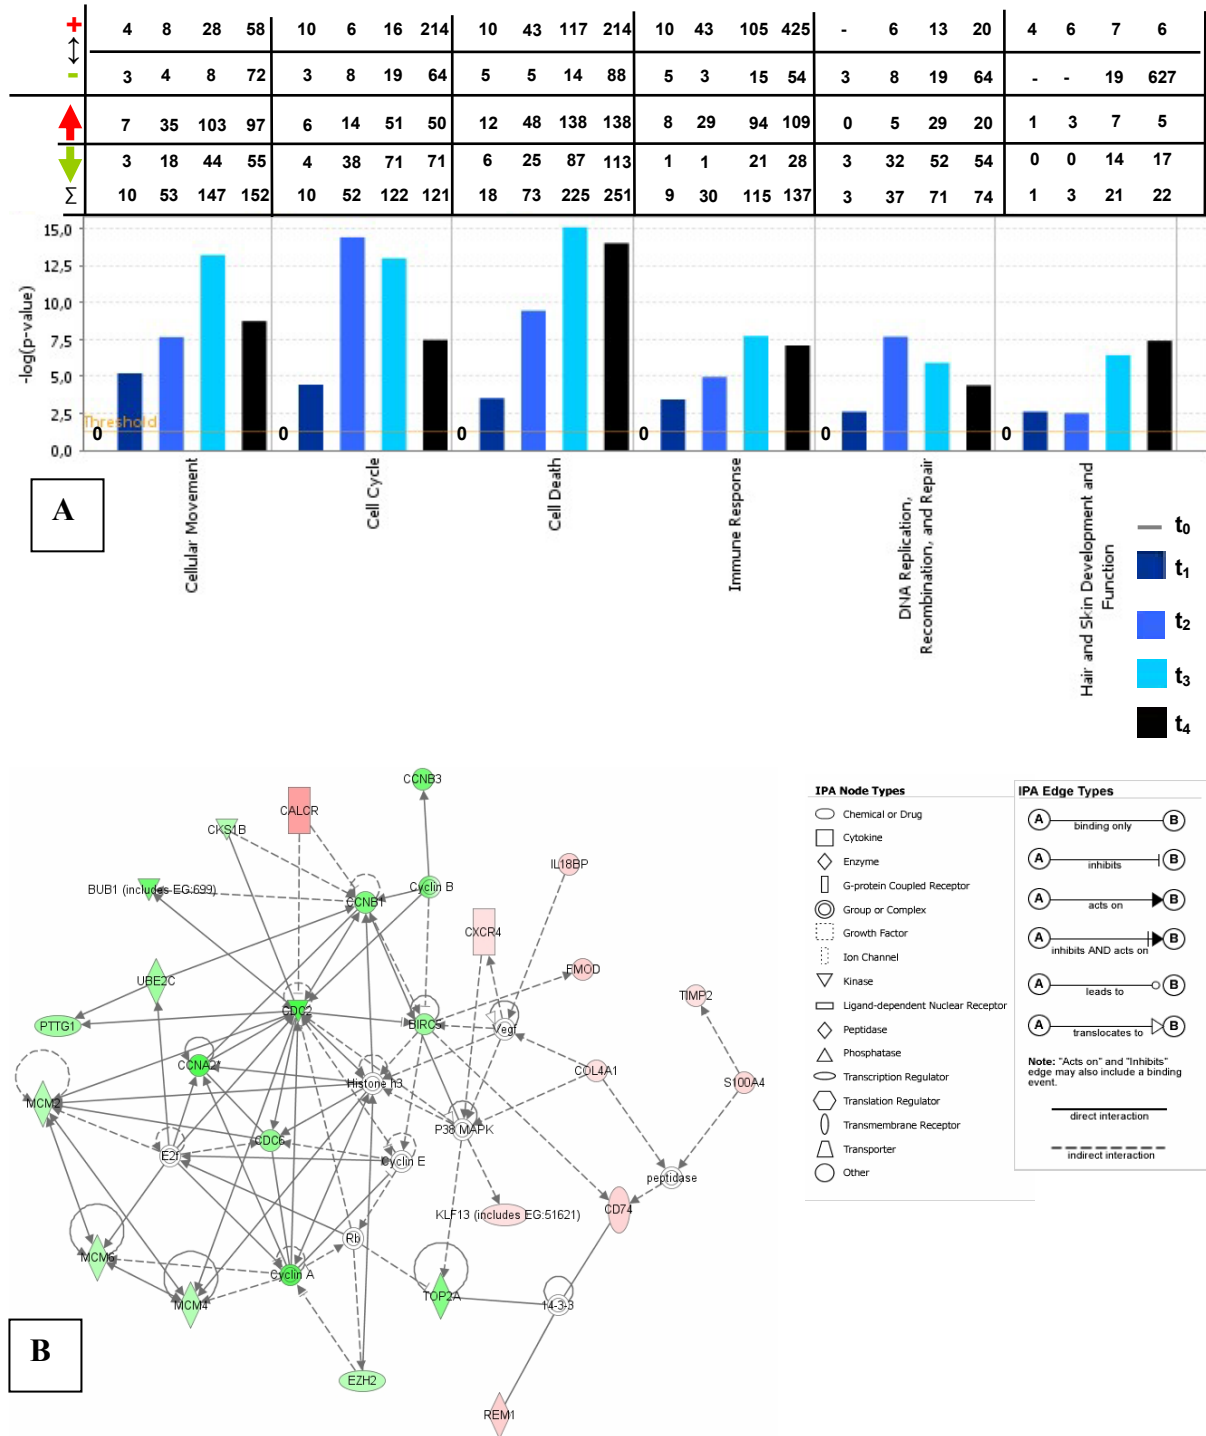 + 4 8 28 58 10 6 16 214 10 43 117 214 10 43 105 425 - 6 13 20 4 6 7 6
↕
- 3 4 8 72 3 8 19 64 5 5 14 88 5 3 15 54 3 8 19 64 - - 19 627
7 35 103 97 6 14 51 50 12 48 138 138 8 29 94 109 0 5 29 20 1 3 7 5
3 18 44 55 4 38 71 71 6 25 87 113 1 1 21 28 3 32 52 54 0 0 14 17
Σ 10 53 147 152 10 52 122 121 18 73 225 251 9 30 115 137 3 37 71 74 1 3 21 22
-log(p-value)
15,0
12,5
10,0
7,5
5,0
2,5
0,0
Threshold
0 0 0 0 0 0
Cellular Movement
Cell Cycle
Cell Death
Immune Response
DNA Replication,
Recombination, and Repair
Hair and Skin Development and
Function
A
t0
t1
t2
t3
t4
CCNB3
CALCR
CKS1B
IL18BP
BUB1 (includes EG:699)
Cyclin B
CCNB1
CXCR4
UBE2C
FMOD
TIMP2
CDC2
PTTG1
BIRC5
Vegf
CCNA2*
COL4A1
Histone h3
S100A4
MCM2
P38 MAPK
CDC6
E2f
Cyclin E
peptidase
KLF13 (includes EG:51621)
CD74
Rb
MCM6
Cyclin A
TOP2A
14-3-3
MCM4
EZH2
REM1
B
IPA Node Types
Chemical or Drug
Cytokine
Enzyme
G-protein Coupled Receptor
Group or Complex
Growth Factor
Ion Channel
Kinase
Ligand-dependent Nuclear Receptor
Peptidase
Phosphatase
Transcription Regulator
Translation Regulator
Transmembrane Receptor
Transporter
Other
IPA Edge Types
A binding only B
A inhibits B
A acts on B
A inhibits AND acts on B
A leads to B
A translocates to B
Note: "Acts on" and "Inhibits"
edge may also include a binding
event.
direct interaction
indirect interaction